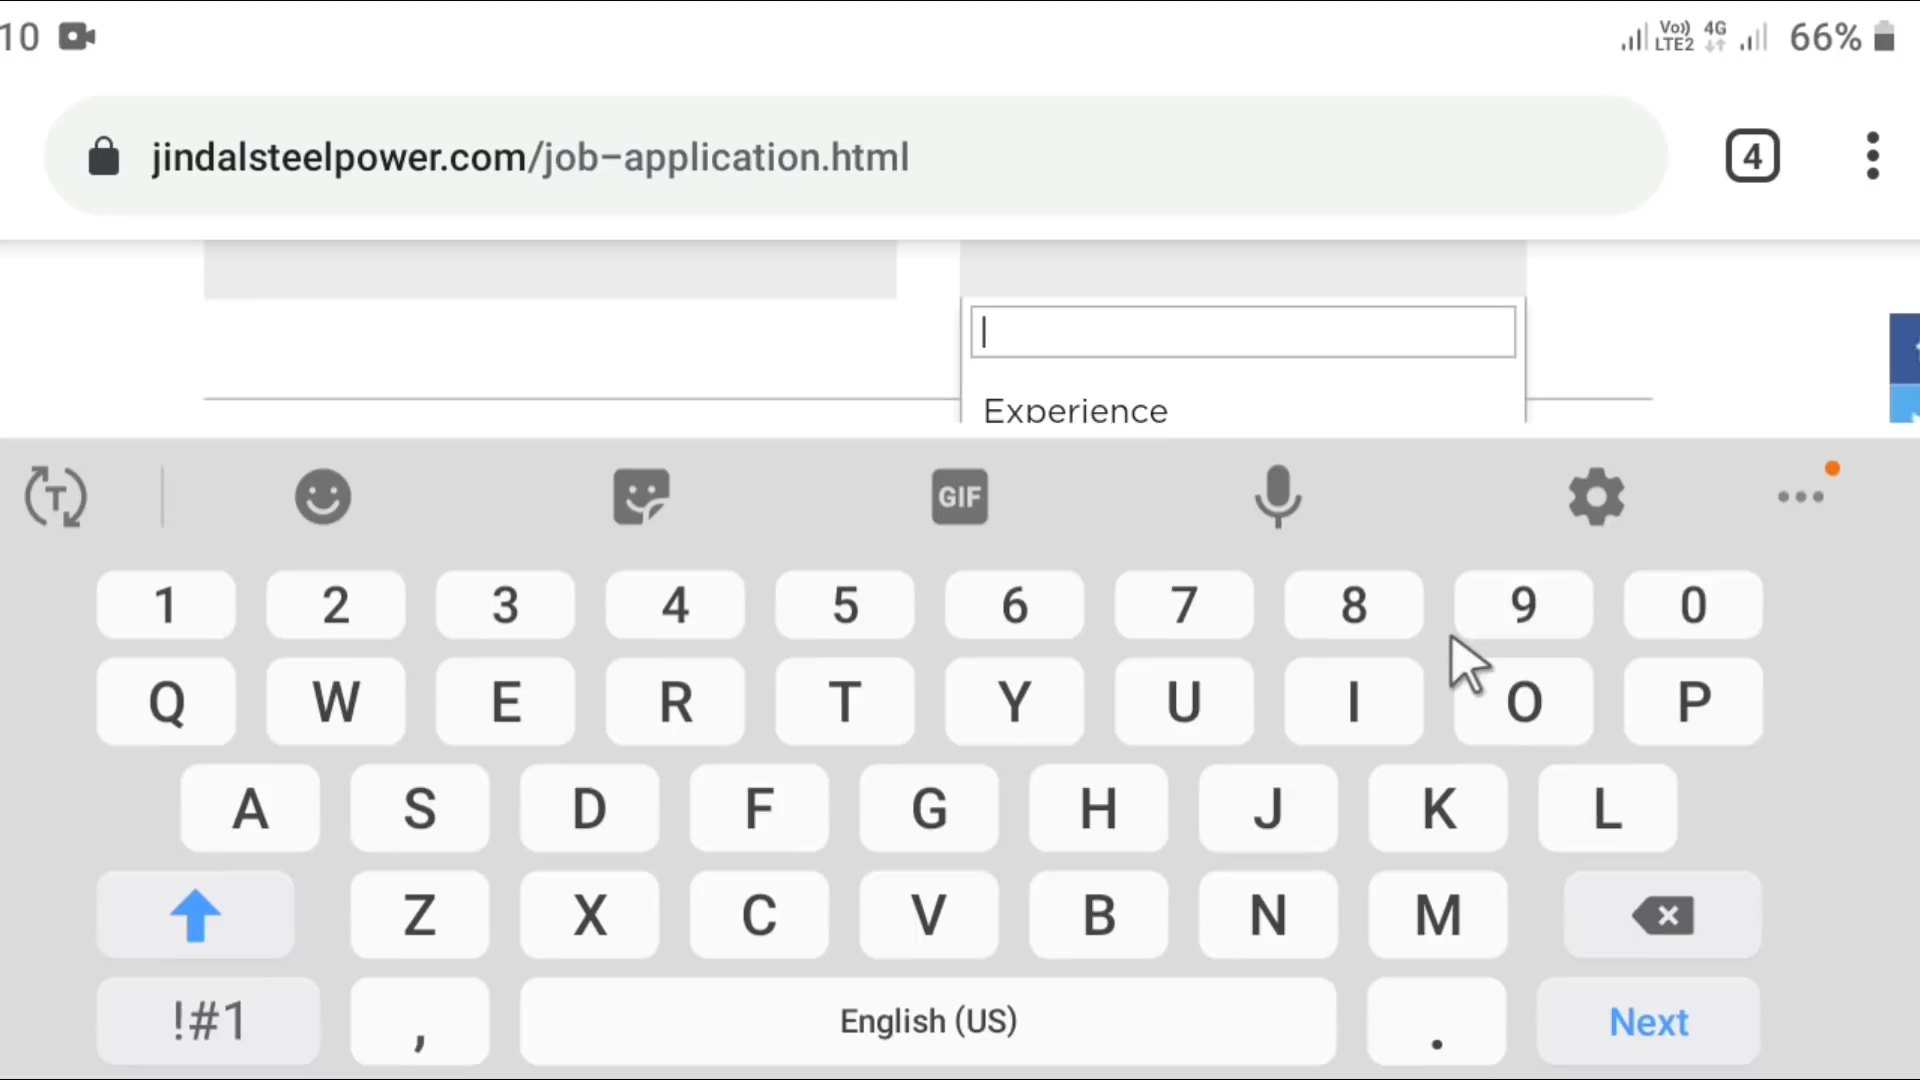 10 Vo)) LTE2 4G 66%
jindalsteelpower.com/job-application.html 4
Experience
T GIF
1 2 3 4 5 6 7 8 9 0
Q W E R T Y U I O P
A S D F G H J K L
Z X C V B N M
!#1 , English (US) . Next